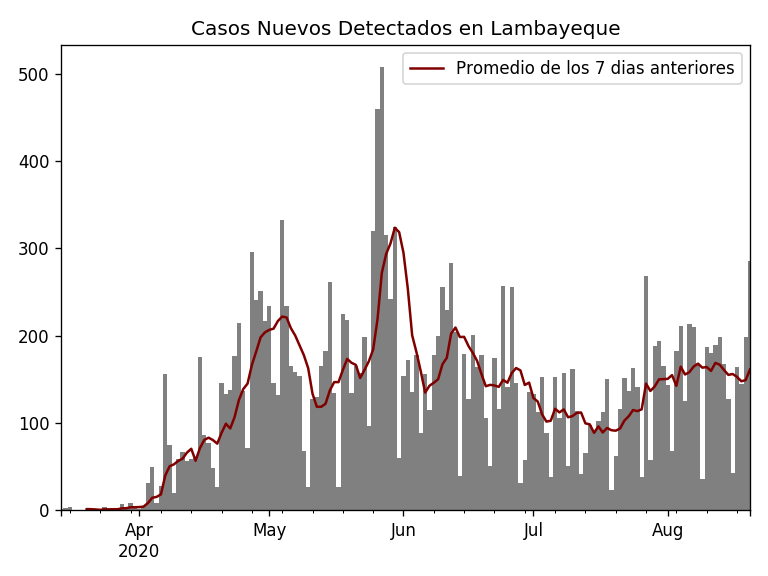 Casos Nuevos Detectados en Lambayeque
Promedio de los 7 dias anteriores
500
400
300
200
100
0
Apr
2020
May
Jun
Jul
Aug